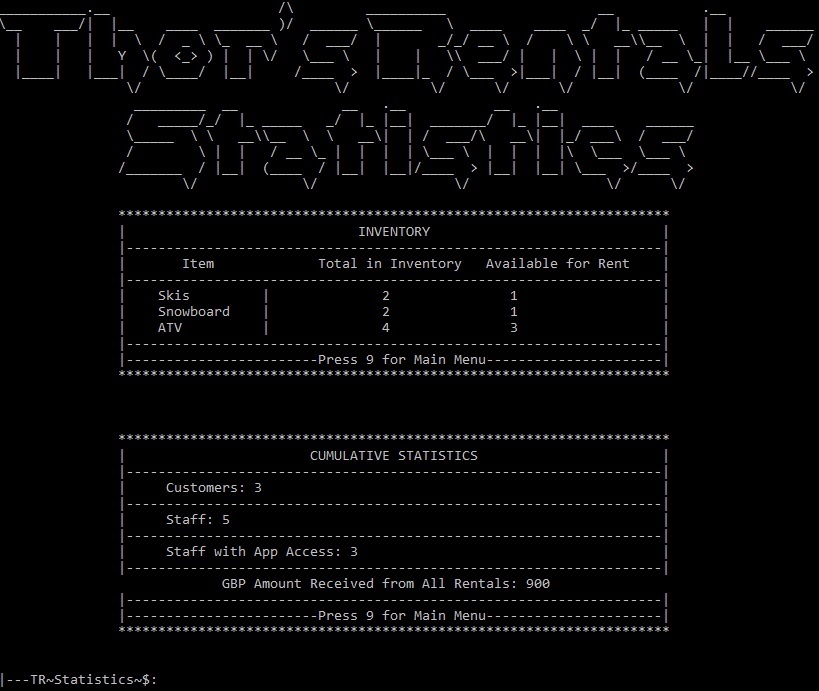 Thor's Rentals
Statistics
INVENTORY
Item Total in Inventory Available for Rent
Skis 2 1
Snowboard 2 1
ATV 4 3
Press 9 for Main Menu
CUMULATIVE STATISTICS
Customers: 3
Staff: 5
Staff with App Access: 3
GBP Amount Received from All Rentals: 900
Press 9 for Main Menu
|---TR~Statistics~$: